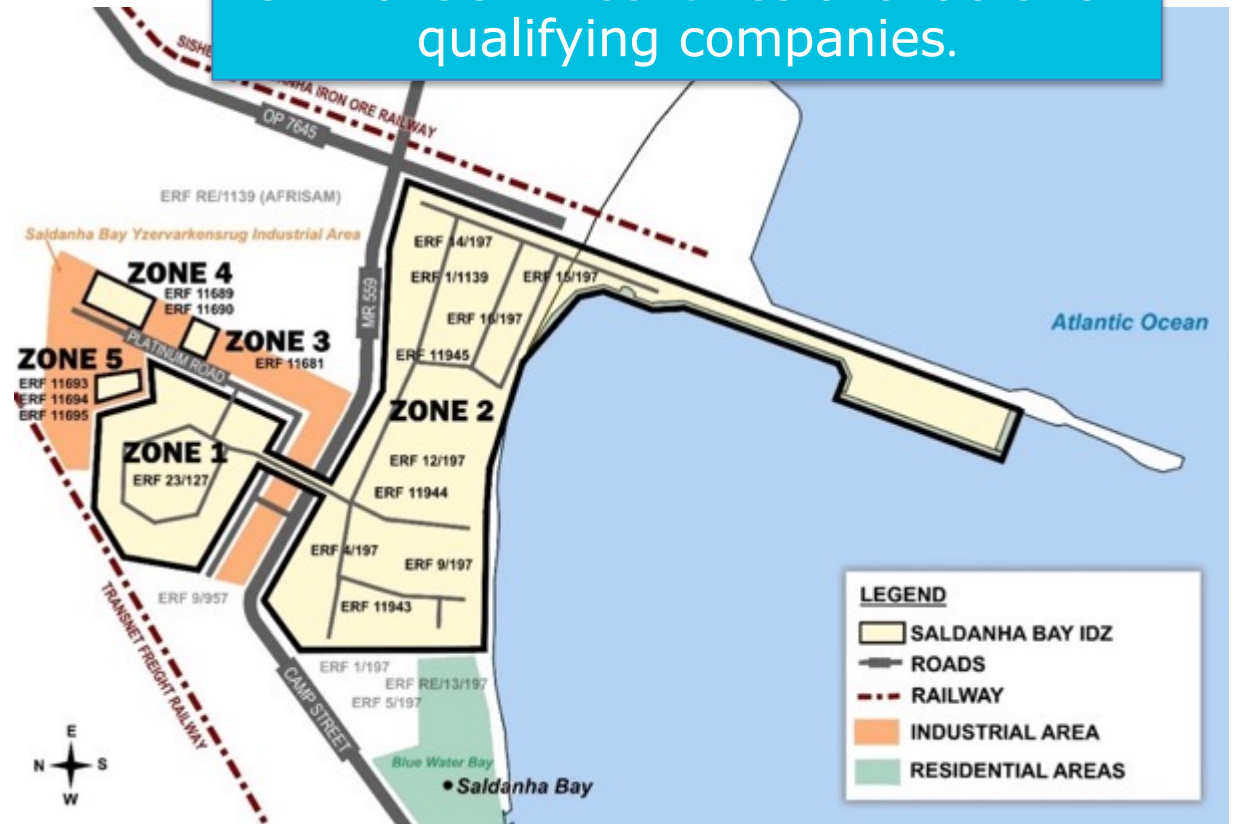 qualifying companies.
IRON ORE RAILWAY
OP 7645
ERF RE/1139 (AFRISAM)
Saldanha Bay Yzervarkensrug Industrial Area
ZONE 4
ERF 11689
ERF 11690
ZONE 3
ERF 11681
PLATINUM ROAD
ZONE 5
ERF 11693
ERF 11694
ERF 11695
ZONE 1
ERF 23/127
MR 559
ERF 14/197
ERF 1/1139
ERF 15/197
ERF 16/197
ERF 11945
ZONE 2
ERF 12/197
ERF 11944
ERF 4/197
ERF 9/197
ERF 11943
Atlantic Ocean
ERF 9/957
TRANSNET FREIGHT RAILWAY
CAMP STREET
ERF 1/197
ERF RE/13/197
ERF 5/197
Blue Water Bay
Saldanha Bay
E
N S
W
LEGEND
SALDANHA BAY IDZ
ROADS
RAILWAY
INDUSTRIAL AREA
RESIDENTIAL AREAS